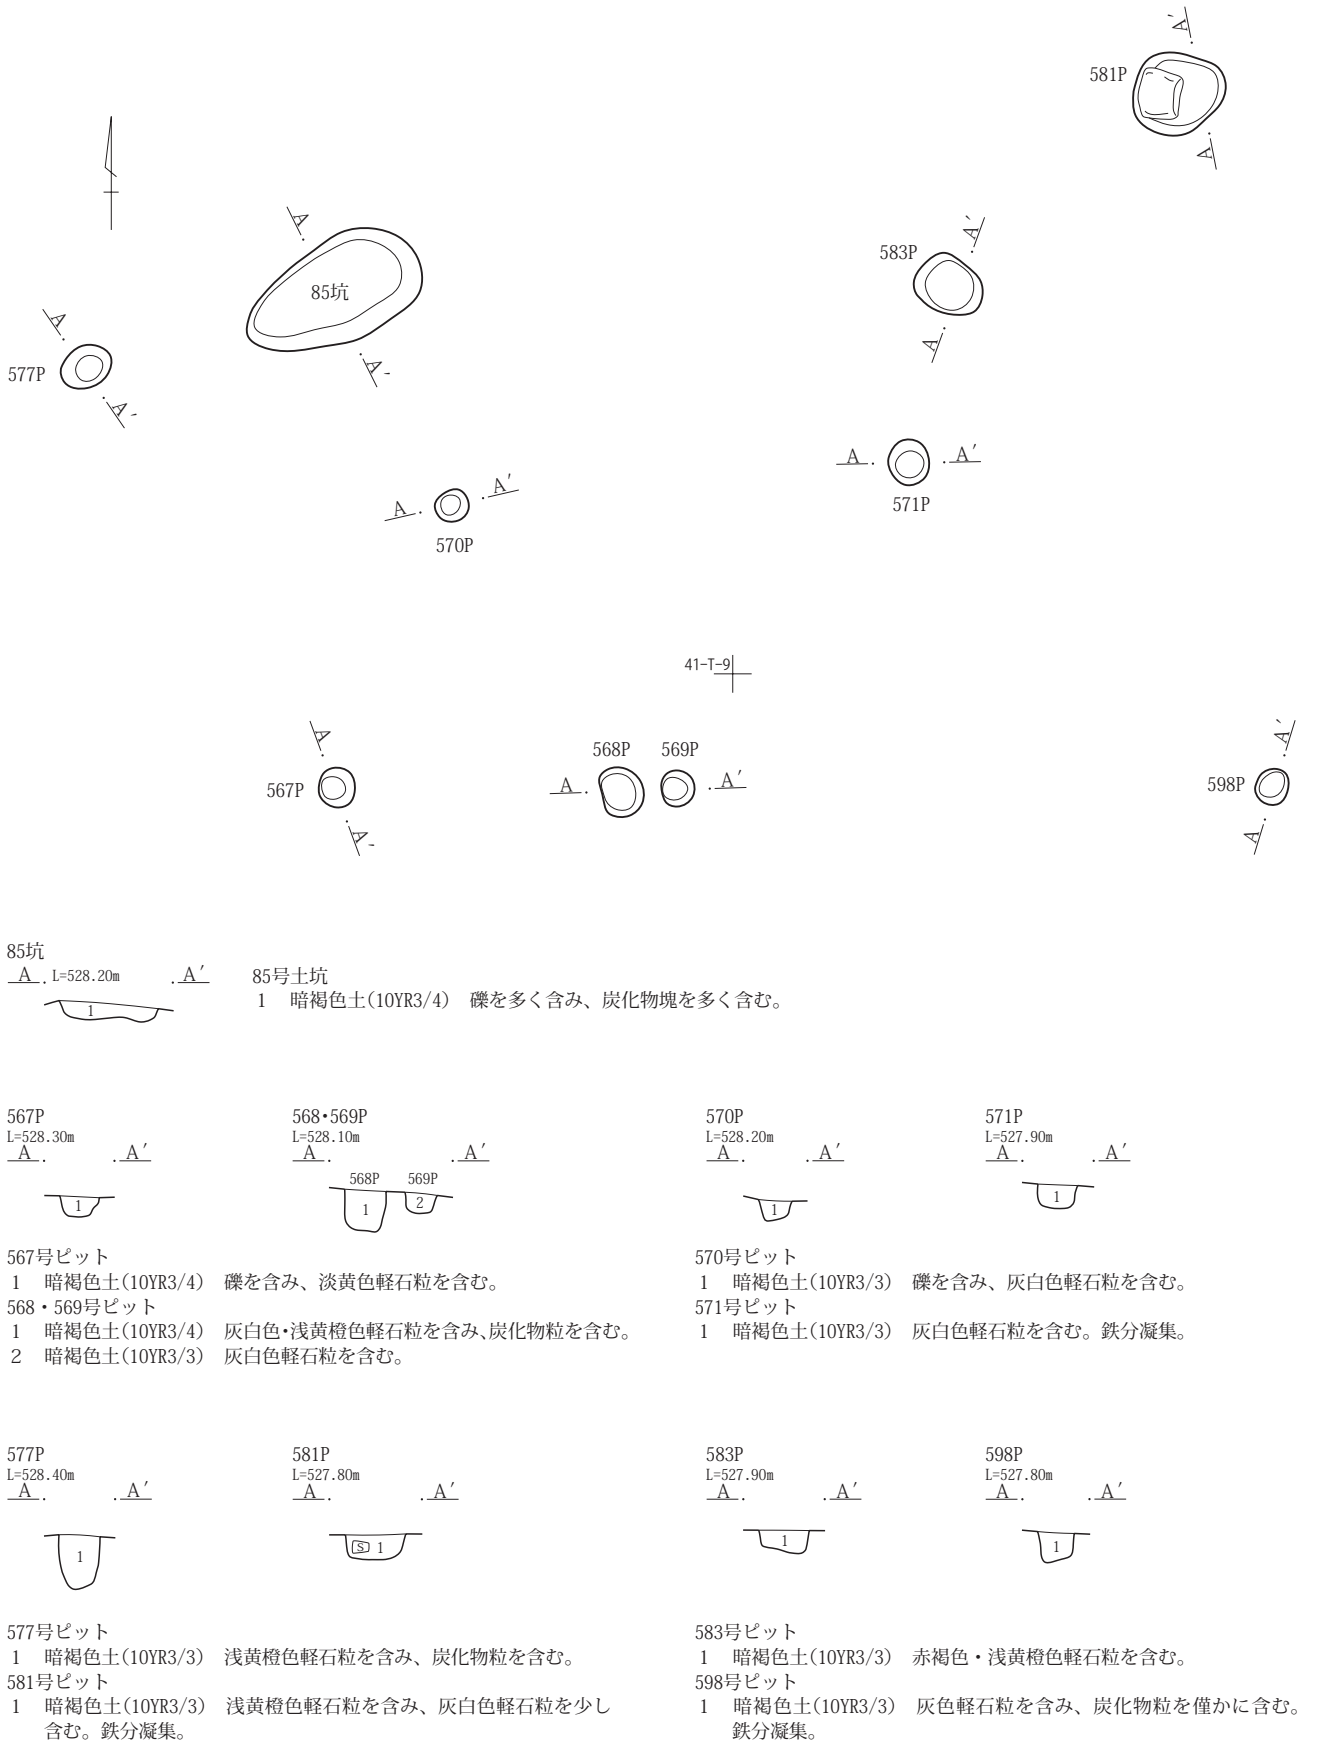 A′
581P
A
A
A′
583P
85坑
A
577P
A′
A
A′
A
A′
571P
A
A′
570P
41-T-9
A
A′
568P
569P
A
A′
567P
598P
A′
A
85坑
A
L=528.20m
A′
1
85号土坑
1 暗褐色土(10YR3/4) 礫を多く含み、炭化物塊を多く含む。
567P
L=528.30m
A A′
1
568・569P
L=528.10m
A A′
568P 569P
1 2
570P
L=528.20m
A A′
1
571P
L=527.90m
A A′
1
567号ピット
1 暗褐色土(10YR3/4) 礫を含み、淡黄色軽石粒を含む。
568・569号ピット
1 暗褐色土(10YR3/4) 灰白色・浅黄橙色軽石粒を含み、炭化物粒を含む。
2 暗褐色土(10YR3/3) 灰白色軽石粒を含む。
570号ピット
1 暗褐色土(10YR3/3) 礫を含み、灰白色軽石粒を含む。
571号ピット
1 暗褐色土(10YR3/3) 灰白色軽石粒を含む。鉄分凝集。
577P
L=528.40m
A A′
1
581P
L=527.80m
A A′
S 1
583P
L=527.90m
A A′
1
598P
L=527.80m
A A′
1
577号ピット
1 暗褐色土(10YR3/3) 浅黄橙色軽石粒を含み、炭化物粒を含む。
581号ピット
1 暗褐色土(10YR3/3) 浅黄橙色軽石粒を含み、灰白色軽石粒を少し
含む。鉄分凝集。
583号ピット
1 暗褐色土(10YR3/3) 赤褐色・浅黄橙色軽石粒を含む。
598号ピット
1 暗褐色土(10YR3/3) 灰色軽石粒を含み、炭化物粒を僅かに含む。
鉄分凝集。